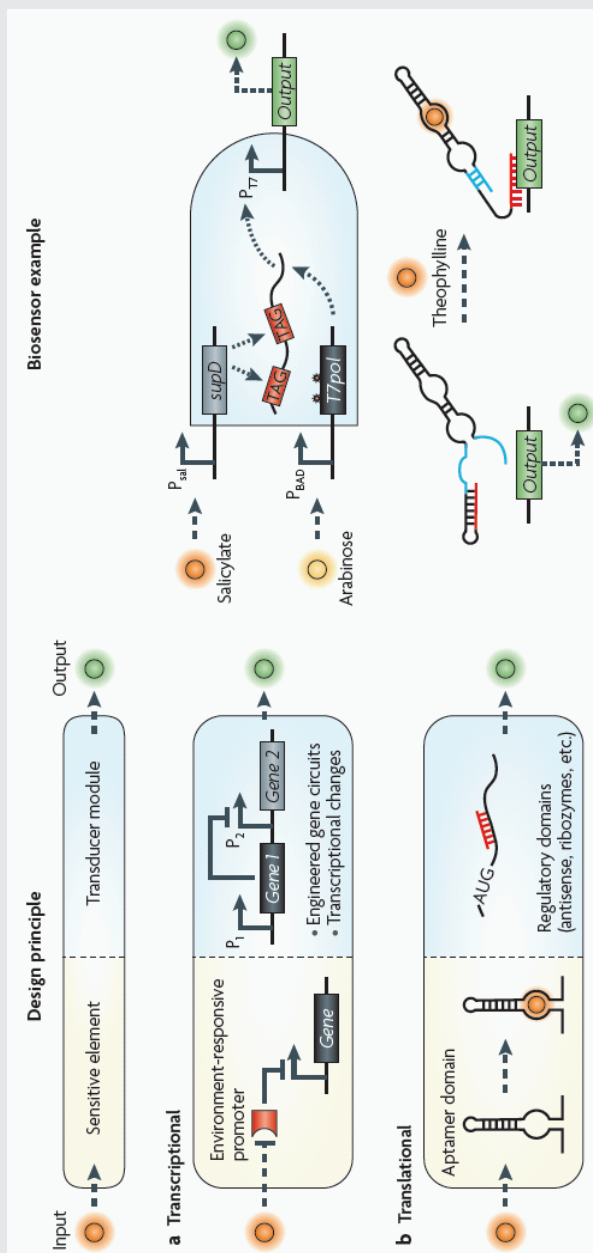 Design principle
Biosensor example
Input
Sensitive element
Transducer module
Output
a Transcriptional
Environment-responsive
promoter
Gene
P1
Gene 1
P2
Gene 2
• Engineered gene circuits
• Transcriptional changes
Salicylate
Psal
supD
TAG
TAG
Arabinose
PBAD
T7pol
PT7
Output
b Translational
Aptamer domain
AUG
Regulatory domains
(antisense, ribozymes, etc.)
Output
Theophylline
Output